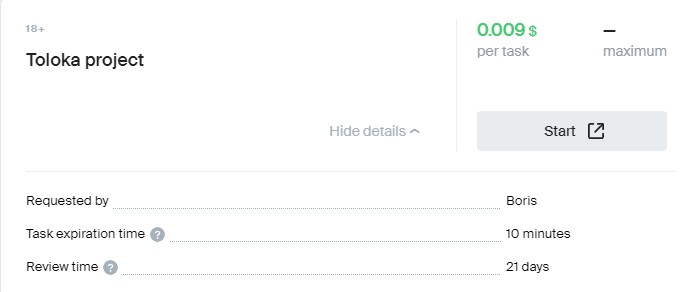 18+
Toloka project
0.009 $
per task
–
maximum
Hide details
Start
Requested by Boris
Task expiration time ? 10 minutes
Review time ? 21 days